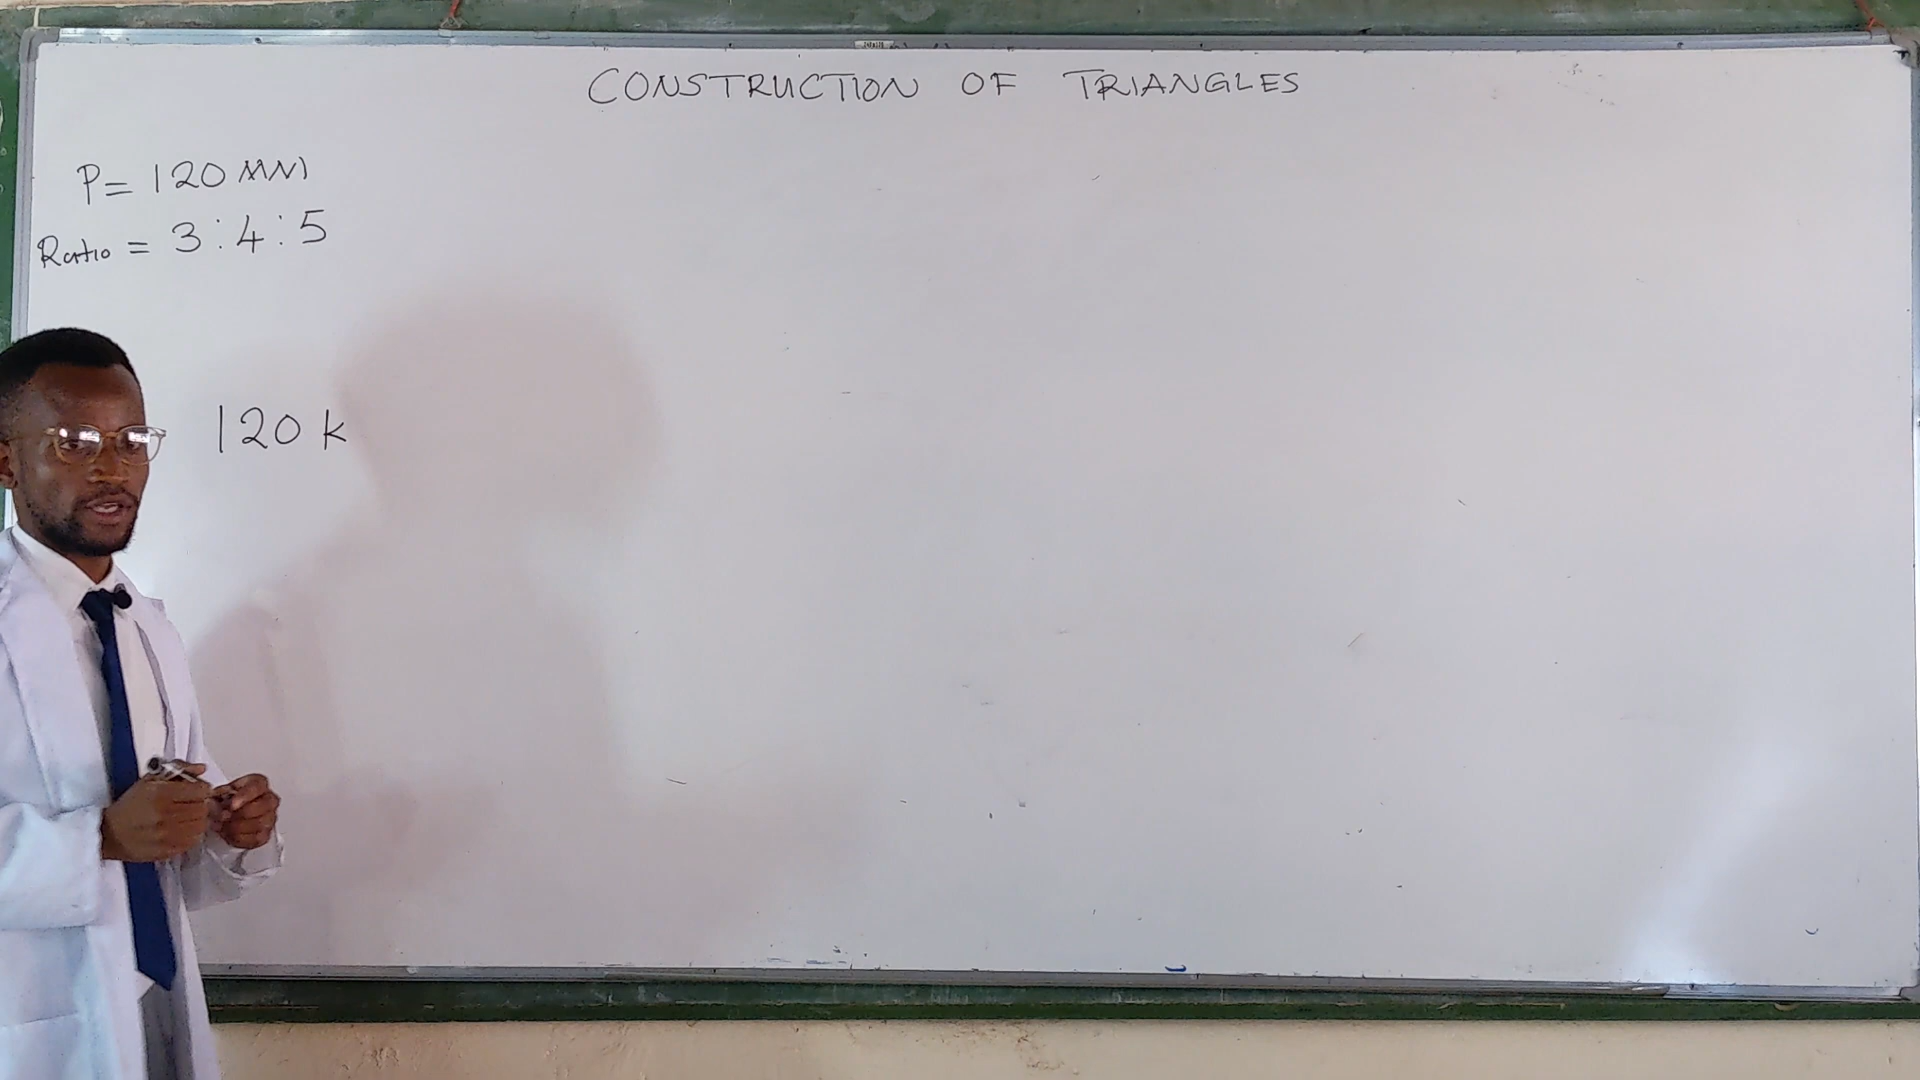 CONSTRUCTION OF TRIANGLES
P = 120 MM
Ratio = 3:4:5
120 k